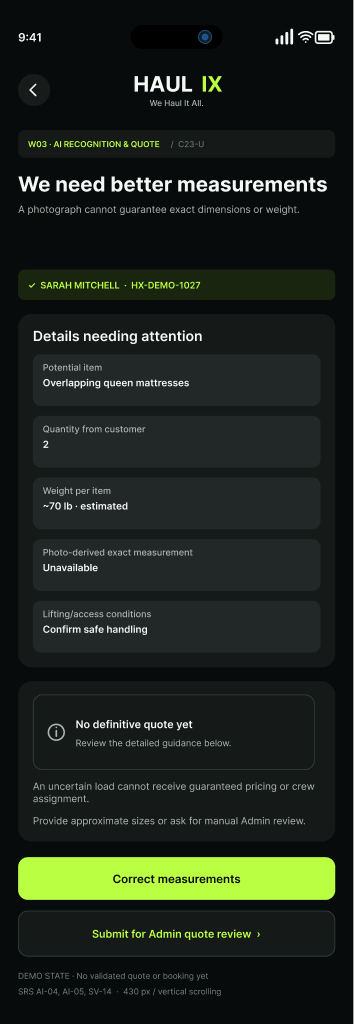 9:41
HAUL IX
We Haul It All.
W03 · AI RECOGNITION & QUOTE / C23-U
We need better measurements
A photograph cannot guarantee exact dimensions or weight.
✓ SARAH MITCHELL · HX-DEMO-1027
Details needing attention
Potential item
Overlapping queen mattresses
Quantity from customer
2
Weight per item
~70 lb · estimated
Photo-derived exact measurement
Unavailable
Lifting/access conditions
Confirm safe handling
No definitive quote yet
Review the detailed guidance below.
An uncertain load cannot receive guaranteed pricing or crew
assignment.
Provide approximate sizes or ask for manual Admin review.
Correct measurements
Submit for Admin quote review ›
DEMO STATE · No validated quote or booking yet
SRS AI-04, AI-05, SV-14 · 430 px / vertical scrolling